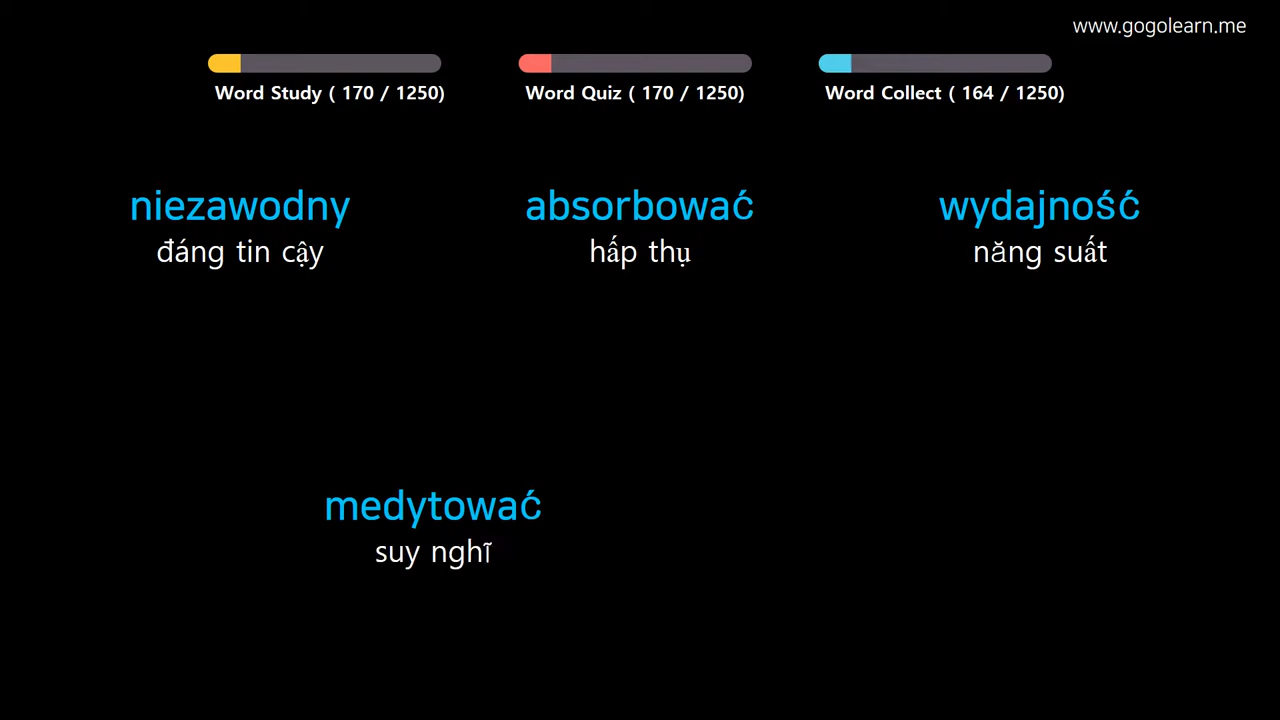 www.gogolearn.me
Word Study ( 170 / 1250)
Word Quiz ( 170 / 1250)
Word Collect ( 164 / 1250)
niezawodny
đáng tin cậy
absorbować
hấp thụ
wydajność
năng suất
medytować
suy nghĩ